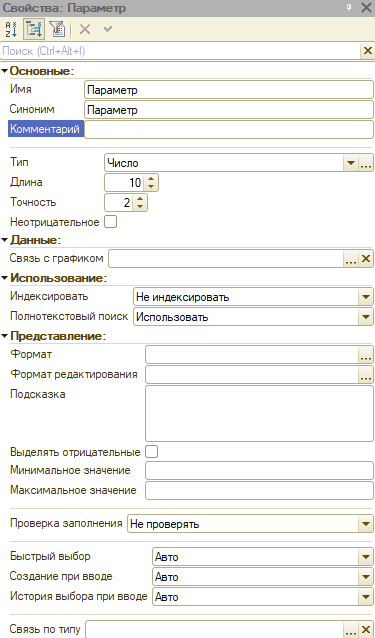 Свойства: Параметр
Поиск (Ctrl+Alt+I)
Основные:
Имя Параметр
Синоним Параметр
Комментарий
Тип Число
Длина 10
Точность 2
Неотрицательное
Данные:
Связь с графиком
Использование:
Индексировать Не индексировать
Полнотекстовый поиск Использовать
Представление:
Формат
Формат редактирования
Подсказка
Выделять отрицательные
Минимальное значение
Максимальное значение
Проверка заполнения Не проверять
Быстрый выбор Авто
Создание при вводе Авто
История выбора при вводе Авто
Связь по типу